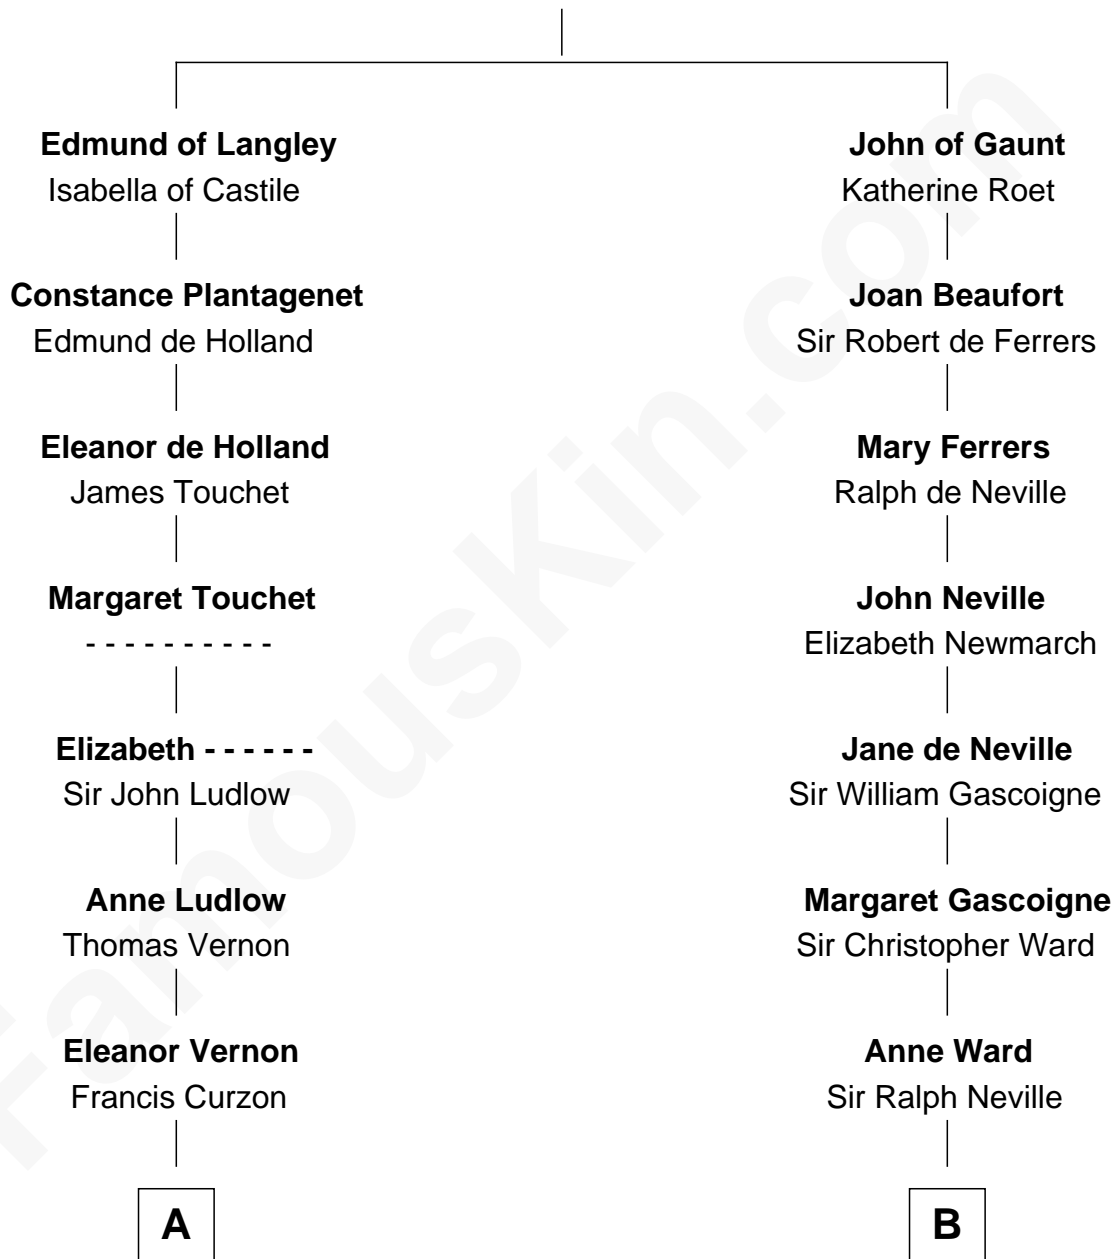 Edmund of Langley
Isabella of Castile
Constance Plantagenet
Edmund de Holland
Eleanor de Holland
James Touchet
Margaret Touchet
- - - - - - - - - -
Elizabeth - - - - - -
Sir John Ludlow
Anne Ludlow
Thomas Vernon
Eleanor Vernon
Francis Curzon
A
John of Gaunt
Katherine Roet
Joan Beaufort
Sir Robert de Ferrers
Mary Ferrers
Ralph de Neville
John Neville
Elizabeth Newmarch
Jane de Neville
Sir William Gascoigne
Margaret Gascoigne
Sir Christopher Ward
Anne Ward
Sir Ralph Neville
B
FamousKin.com